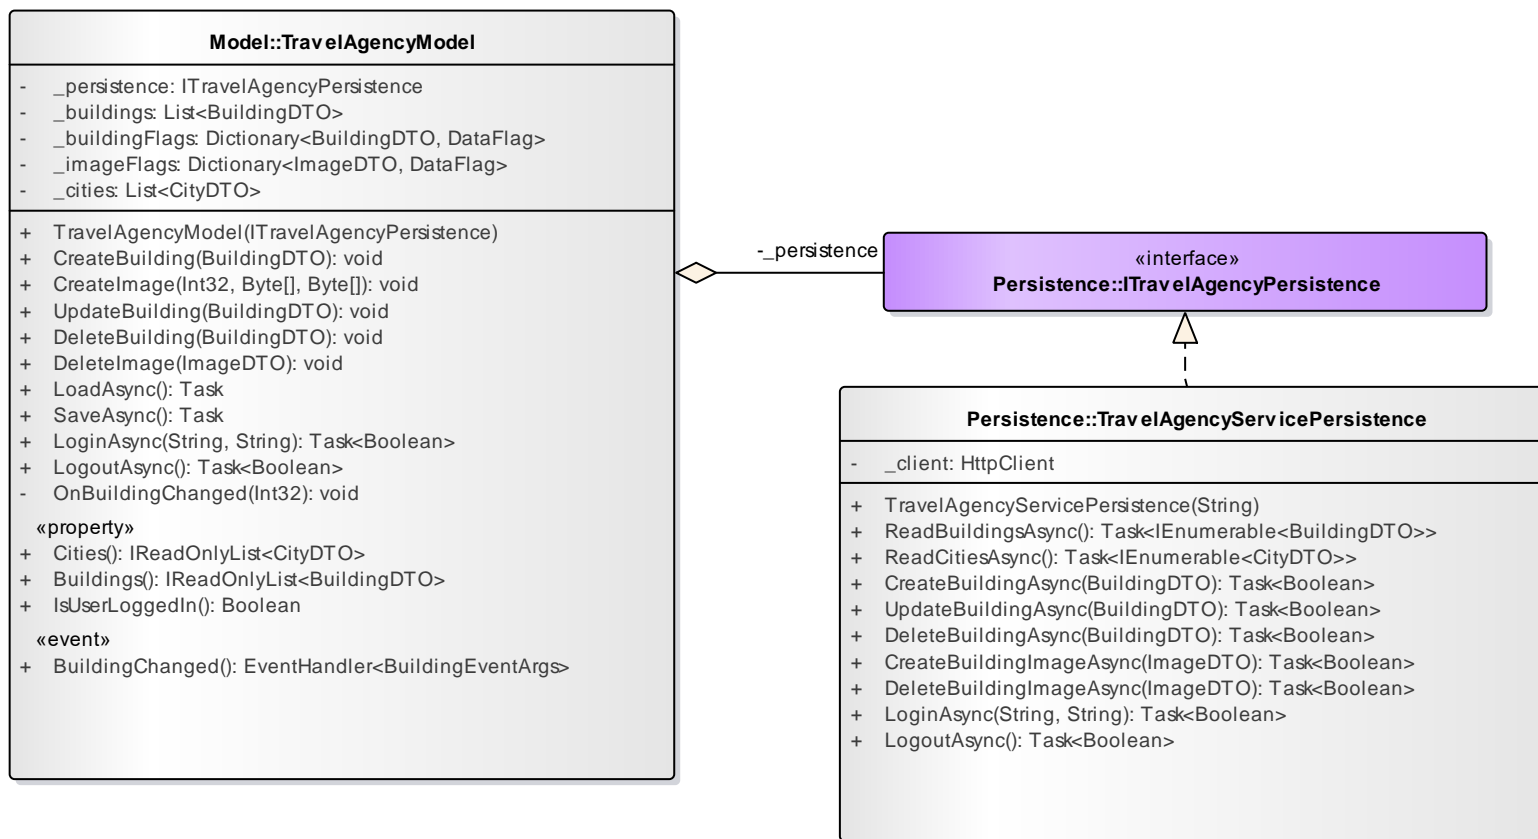 Model::TravelAgencyModel
- _persistence: ITravelAgencyPersistence
- _buildings: List<BuildingDTO>
- _buildingFlags: Dictionary<BuildingDTO, DataFlag>
- _imageFlags: Dictionary<ImageDTO, DataFlag>
- _cities: List<CityDTO>
+ TravelAgencyModel(ITravelAgencyPersistence)
+ CreateBuilding(BuildingDTO): void
+ CreateImage(Int32, Byte[], Byte[]): void
+ UpdateBuilding(BuildingDTO): void
+ DeleteBuilding(BuildingDTO): void
+ DeleteImage(ImageDTO): void
+ LoadAsync(): Task
+ SaveAsync(): Task
+ LoginAsync(String, String): Task<Boolean>
+ LogoutAsync(): Task<Boolean>
- OnBuildingChanged(Int32): void
«property»
+ Cities(): IReadOnlyList<CityDTO>
+ Buildings(): IReadOnlyList<BuildingDTO>
+ IsUserLoggedIn(): Boolean
«event»
+ BuildingChanged(): EventHandler<BuildingEventArgs>
-_persistence
«interface»
Persistence::ITravelAgencyPersistence
Persistence::TravelAgencyServicePersistence
- _client: HttpClient
+ TravelAgencyServicePersistence(String)
+ ReadBuildingsAsync(): Task<IEnumerable<BuildingDTO>>
+ ReadCitiesAsync(): Task<IEnumerable<CityDTO>>
+ CreateBuildingAsync(BuildingDTO): Task<Boolean>
+ UpdateBuildingAsync(BuildingDTO): Task<Boolean>
+ DeleteBuildingAsync(BuildingDTO): Task<Boolean>
+ CreateBuildingImageAsync(ImageDTO): Task<Boolean>
+ DeleteBuildingImageAsync(ImageDTO): Task<Boolean>
+ LoginAsync(String, String): Task<Boolean>
+ LogoutAsync(): Task<Boolean>